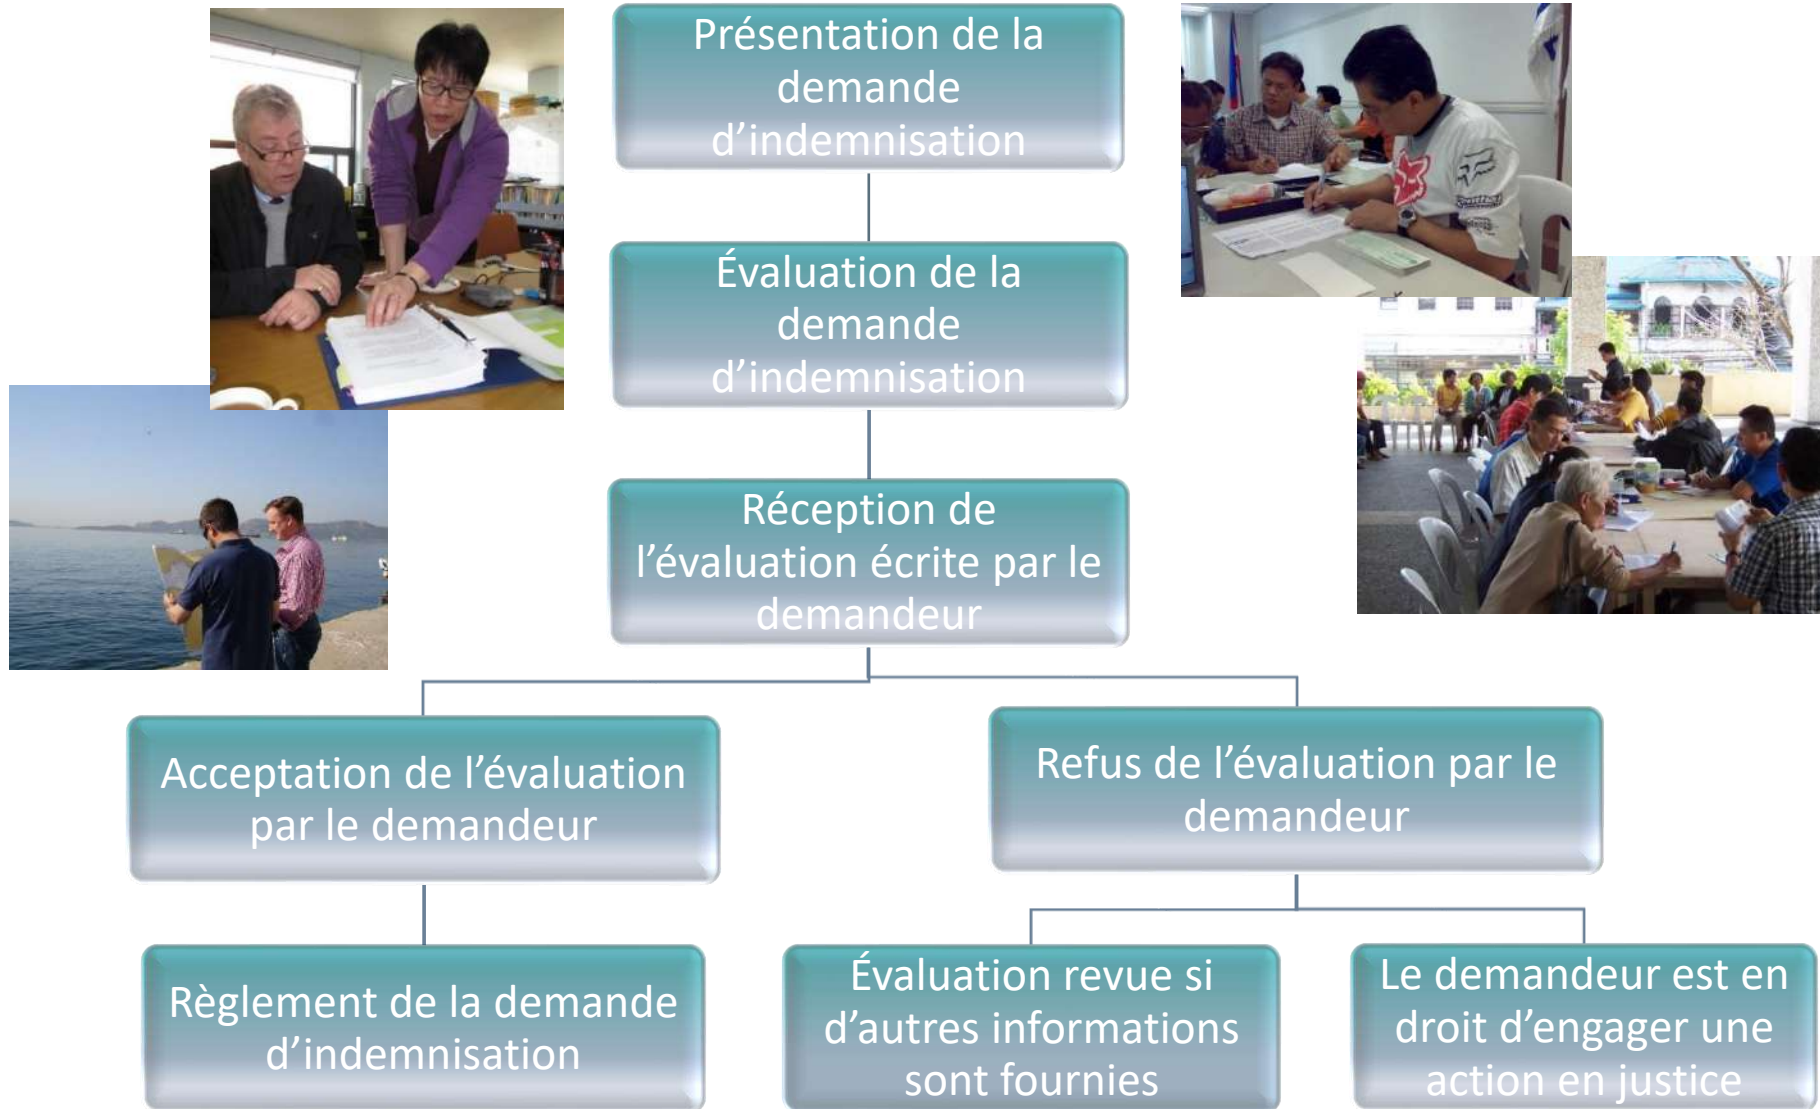 Présentation de la
demande
d’indemnisation
Évaluation de la
demande
d’indemnisation
Réception de
l’évaluation écrite par le
demandeur
Acceptation de l’évaluation
par le demandeur
Refus de l’évaluation par le
demandeur
Règlement de la demande
d’indemnisation
Évaluation revue si
d’autres informations
sont fournies
Le demandeur est en
droit d’engager une
action en justice